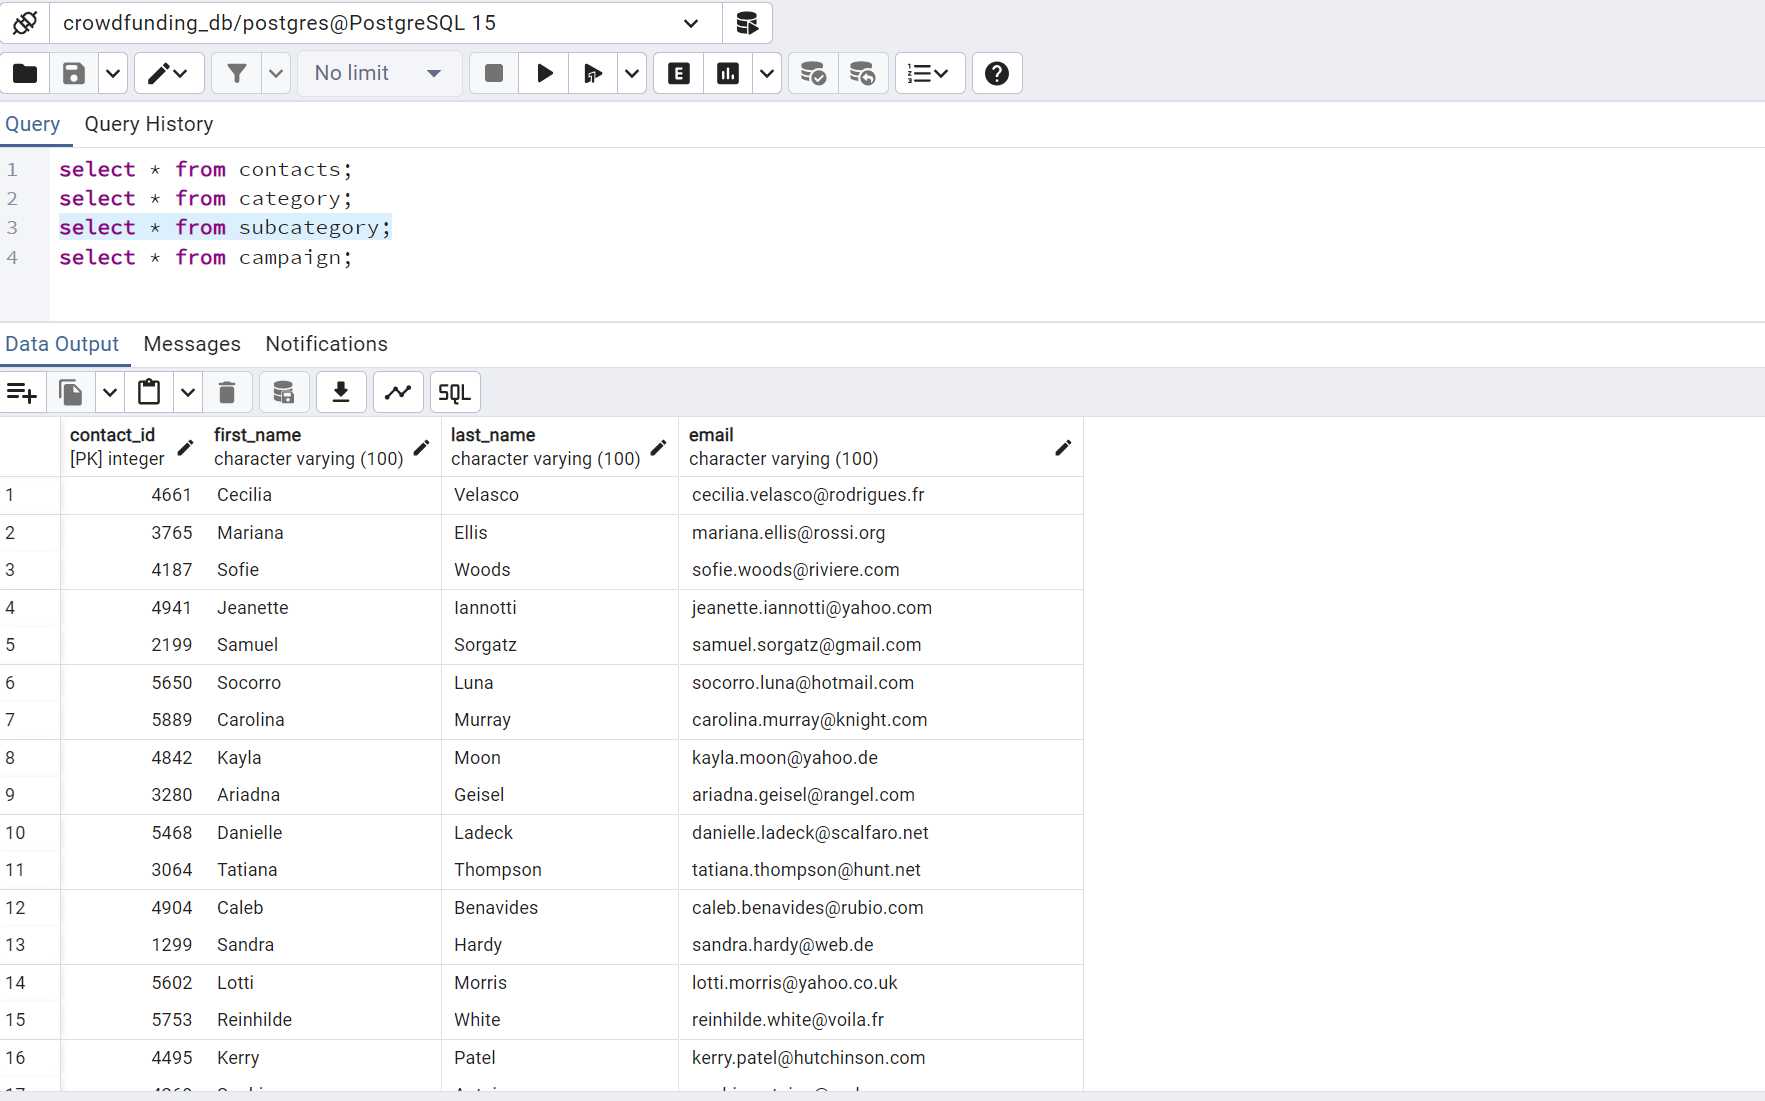 crowdfunding_db/postgres@PostgreSQL 15
No limit
E
SQL
Query Query History
1 select * from contacts;
2 select * from category;
3 select * from subcategory;
4 select * from campaign;
Data Output Messages Notifications
contact_id first_name last_name email
[PK] integer character varying (100) character varying (100) character varying (100)
1 4661 Cecilia Velasco cecilia.velasco@rodrigues.fr
2 3765 Mariana Ellis mariana.ellis@rossi.org
3 4187 Sofie Woods sofie.woods@riviere.com
4 4941 Jeanette Iannotti jeanette.iannotti@yahoo.com
5 2199 Samuel Sorgatz samuel.sorgatz@gmail.com
6 5650 Socorro Luna socorro.luna@hotmail.com
7 5889 Carolina Murray carolina.murray@knight.com
8 4842 Kayla Moon kayla.moon@yahoo.de
9 3280 Ariadna Geisel ariadna.geisel@rangel.com
10 5468 Danielle Ladeck danielle.ladeck@scalfaro.net
11 3064 Tatiana Thompson tatiana.thompson@hunt.net
12 4904 Caleb Benavides caleb.benavides@rubio.com
13 1299 Sandra Hardy sandra.hardy@web.de
14 5602 Lotti Morris lotti.morris@yahoo.co.uk
15 5753 Reinhilde White reinhilde.white@voila.fr
16 4495 Kerry Patel kerry.patel@hutchinson.com